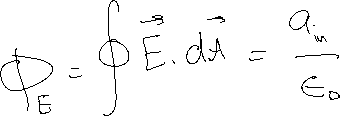 Φ_E = ∮ E⃗ · dA⃗ = q_in / ε₀